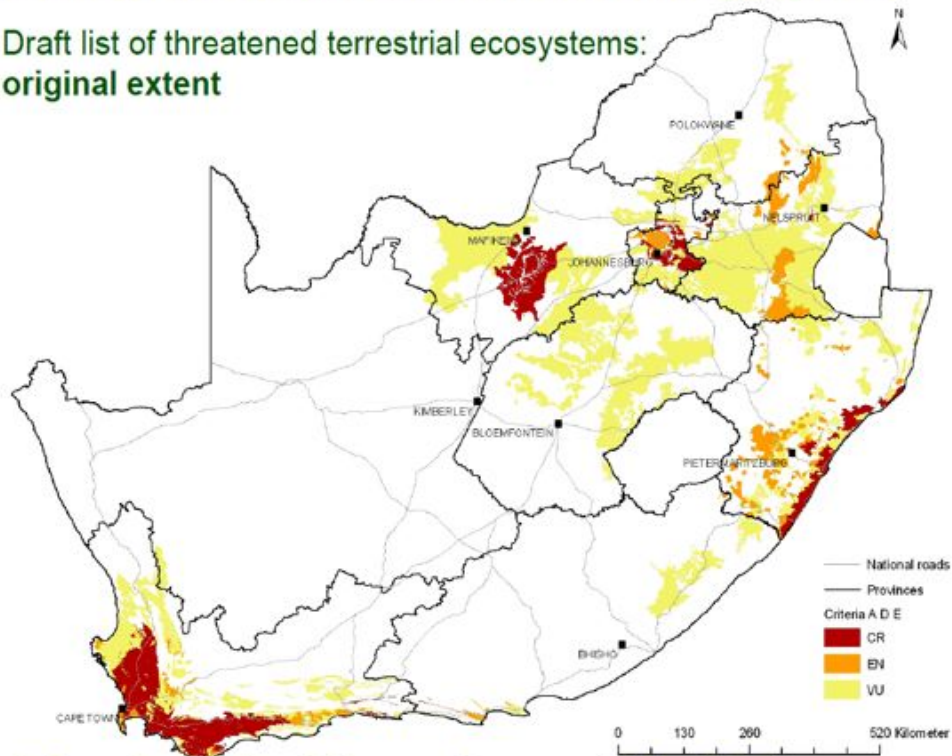 Draft list of threatened terrestrial ecosystems:
original extent
N
POLOKWANE
NELSPRUIT
MAFIKENG
JOHANNESBURG
KIMBERLEY
BLOEMFONTEIN
PIETERMARITZBURG
BHISHO
CAPE TOWN
National roads
Provinces
Criteria A D E
CR
EN
VU
0 130 260 520 Kilometer